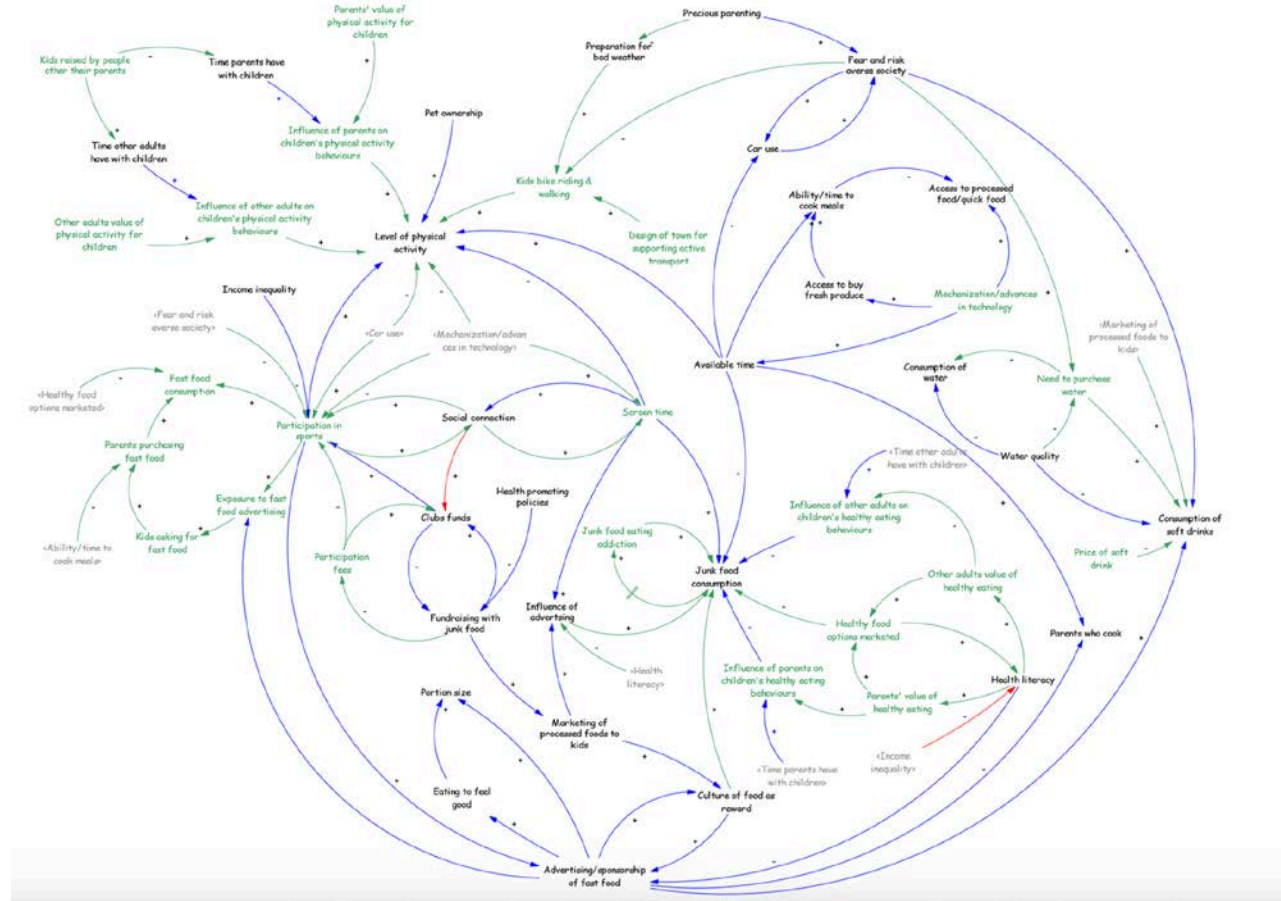 Parents' value of
physical activity for
children
Precious parenting
Kids raised by people
other their parents
Time parents have
with children
Preparation for
bad weather
Fear and risk
averse society
Pet ownership
Influence of parents on
children's physical activity
behaviours
Time other adults
have with children
Car use
Kids bike riding &
walking
Ability/time to
cook meals
Access to processed
food/quick food
Other adults value of
physical activity for
children
Influence of other adults on
children's physical activity
behaviours
Level of physical
activity
Design of town for
supporting active
transport
Access to buy
fresh produce
Mechanization/advances
in technology
Income inequality
<Fear and risk
averse society>
<Car use>
<Mechanization/advan
ces in technology>
<Marketing of
processed foods to
kids>
Available time
Consumption of
water
Need to purchase
water
<Healthy food
options marketed>
Fast food
consumption
Participation in
sports
Social connection
Screen time
Parents purchasing
fast food
<Time other adults
have with children>
Water quality
Exposure to fast
food advertising
Clubs funds
Health promoting
policies
Influence of other adults on
children's healthy eating
behaviours
Consumption of
soft drinks
Kids asking for
fast food
<Ability/time to
cook meals>
Participation
fees
Junk food eating
addiction
Junk food
consumption
Price of soft
drink
Other adults value of
healthy eating
Fundraising with
junk food
Influence of
advertsing
Healthy food
options marketed
Parents who cook
<Health
literacy>
Influence of parents on
children's healthy eating
behaviours
Health literacy
Parents' value of
healthy eating
Portion size
Marketing of
processed foods to
kids
<Income
inequality>
<Time parents have
with children>
Eating to feel
good
Culture of food as
reward
Advertising/sponsorship
of fast food